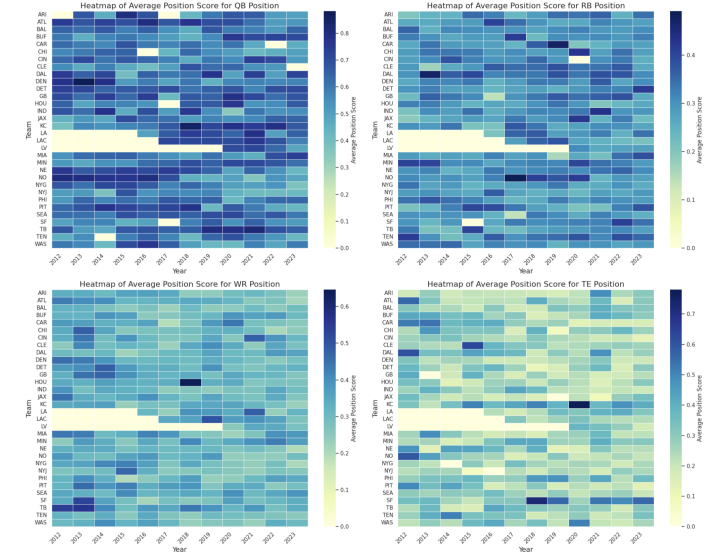 Heatmap of Average Position Score for QB Position
ARI
ATL
BAL
BUF
CAR
CHI
CIN
CLE
DAL
DEN
DET
GB
HOU
IND
JAX
KC
LA
LAC
LV
MIA
MIN
NE
NO
NYG
NYJ
PHI
PIT
SEA
SF
TB
TEN
WAS
Team
2012 2013 2014 2015 2016 2017 2018 2019 2020 2021 2022 2023
Year
0.8
0.7
0.6
0.5
0.4
0.3
0.2
0.1
0.0
Average Position Score
Heatmap of Average Position Score for RB Position
ARI
ATL
BAL
BUF
CAR
CHI
CIN
CLE
DAL
DEN
DET
GB
HOU
IND
JAX
KC
LA
LAC
LV
MIA
MIN
NE
NO
NYG
NYJ
PHI
PIT
SEA
SF
TB
TEN
WAS
Team
2012 2013 2014 2015 2016 2017 2018 2019 2020 2021 2022 2023
Year
0.4
0.3
0.2
0.1
0.0
Average Position Score
Heatmap of Average Position Score for WR Position
ARI
ATL
BAL
BUF
CAR
CHI
CIN
CLE
DAL
DEN
DET
GB
HOU
IND
JAX
KC
LA
LAC
LV
MIA
MIN
NE
NO
NYG
NYJ
PHI
PIT
SEA
SF
TB
TEN
WAS
Team
2012 2013 2014 2015 2016 2017 2018 2019 2020 2021 2022 2023
Year
0.6
0.5
0.4
0.3
0.2
0.1
0.0
Average Position Score
Heatmap of Average Position Score for TE Position
ARI
ATL
BAL
BUF
CAR
CHI
CIN
CLE
DAL
DEN
DET
GB
HOU
IND
JAX
KC
LA
LAC
LV
MIA
MIN
NE
NO
NYG
NYJ
PHI
PIT
SEA
SF
TB
TEN
WAS
Team
2012 2013 2014 2015 2016 2017 2018 2019 2020 2021 2022 2023
Year
0.7
0.6
0.5
0.4
0.3
0.2
0.1
0.0
Average Position Score